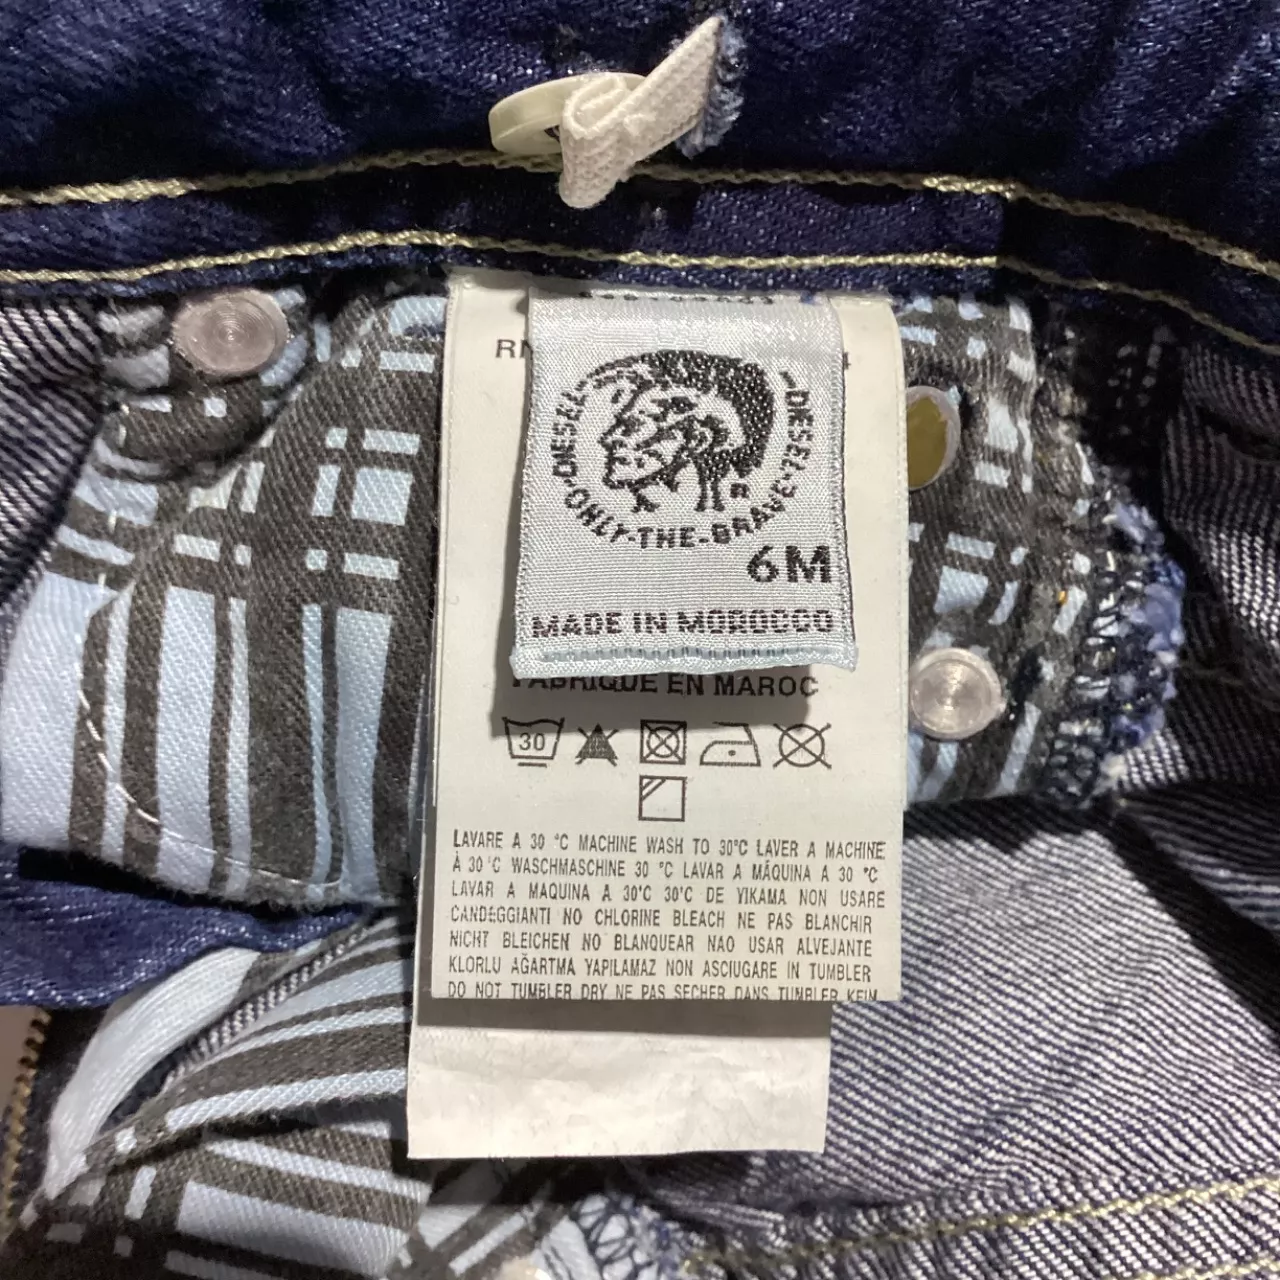 DIESEL·ONLY·THE·BRAVE·DIESEL
6M
MADE IN MOROCCO
FABRIQUE EN MAROC
30
LAVARE A 30 °C MACHINE WASH TO 30°C LAVER A MACHINE
À 30°C WASCHMASCHINE 30 °C LAVAR A MÁQUINA A 30 °C
LAVAR A MAQUINA A 30°C 30°C DE YIKAMA NON USARE
CANDEGGIANTI NO CHLORINE BLEACH NE PAS BLANCHIR
NICHT BLEICHEN NO BLANQUEAR NAO USAR ALVEJANTE
KLORLU AĞARTMA YAPILAMAZ NON ASCIUGARE IN TUMBLER
DO NOT TUMBLER DRY NE PAS SECHER DANS TUMBLER KEIM